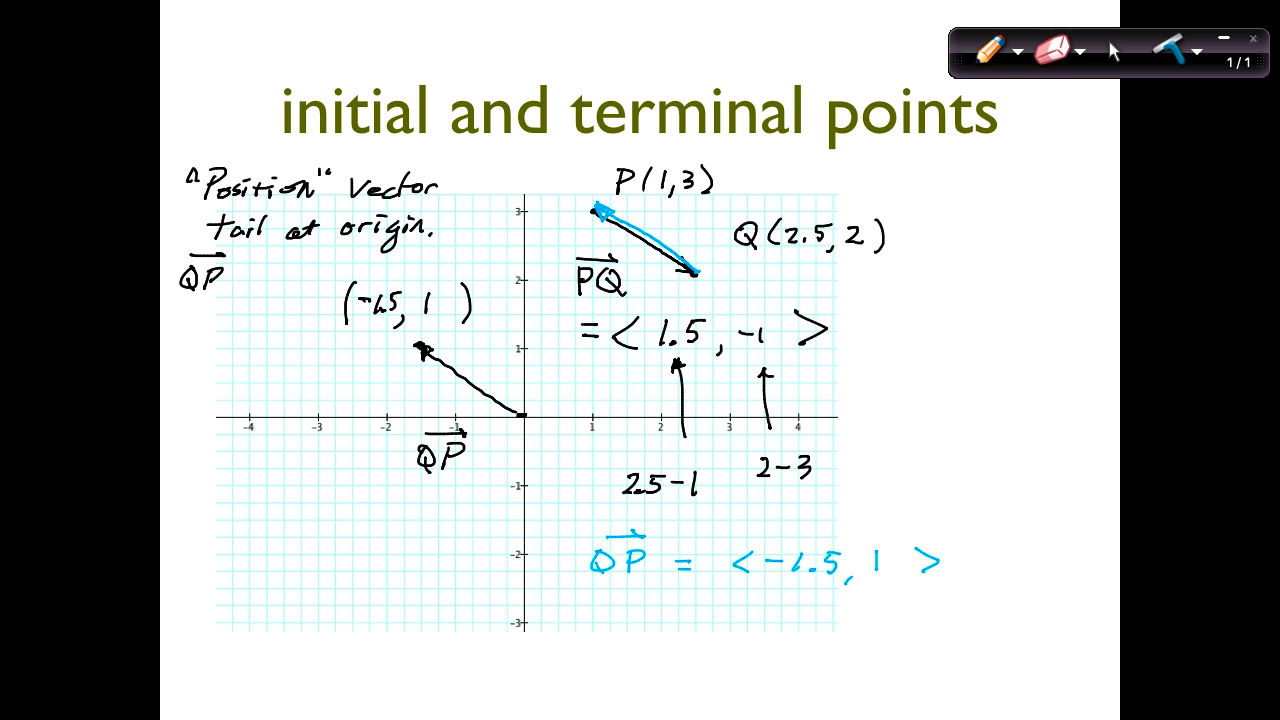 1/1
initial and terminal points
"Position" vector
tail at origin.
QP
P(1,3)
Q(2.5,2)
PQ
= < 1.5, -1 >
(-1.5, 1 )
QP
2.5-1
2-3
QP = < -1.5, 1 >
3
2
1
-4 -3 -2 -1 1 2 3 4
-1
-2
-3